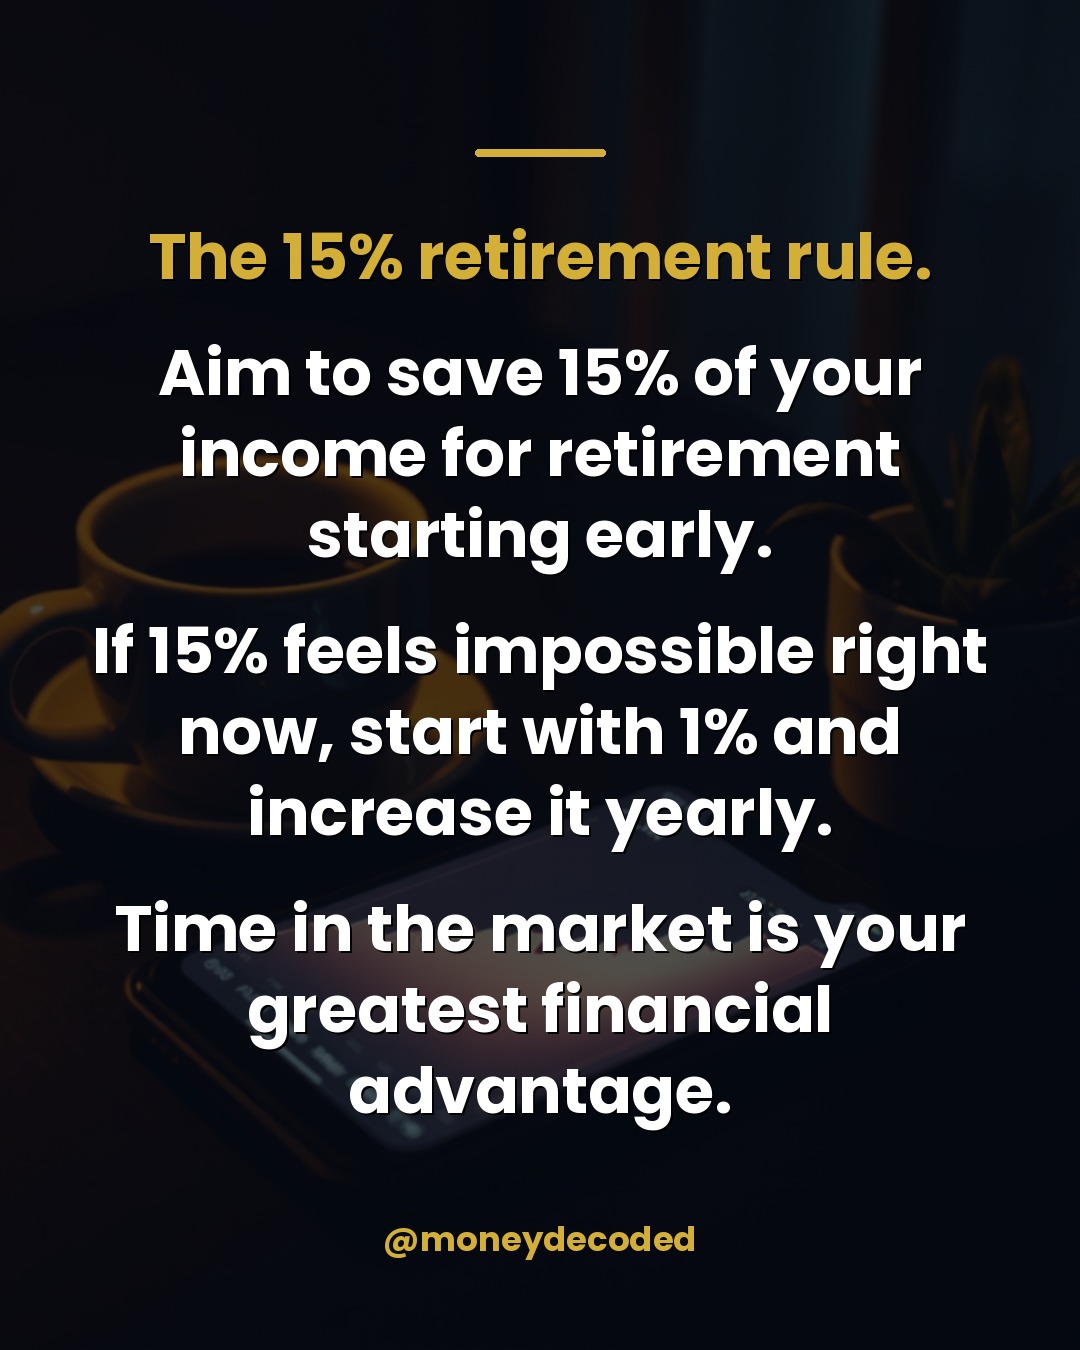 The 15% retirement rule.
Aim to save 15% of your
income for retirement
starting early.
If 15% feels impossible right
now, start with 1% and
increase it yearly.
Time in the market is your
greatest financial
advantage.
@moneydecoded